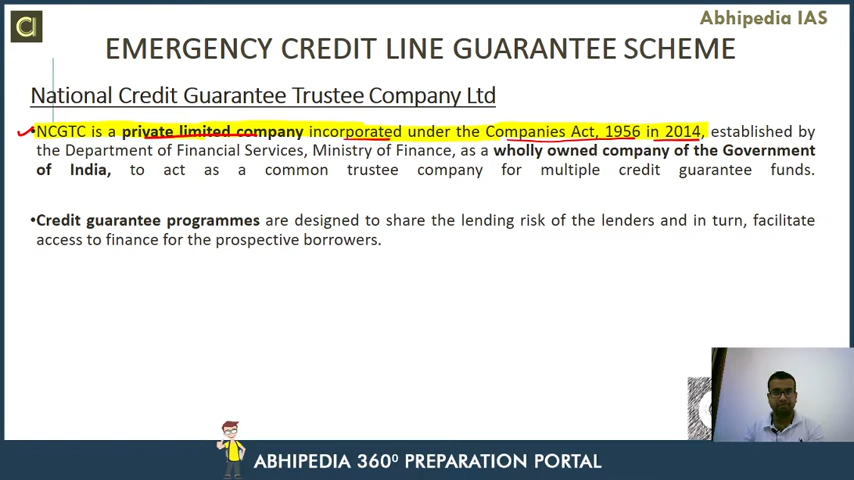 Abhipedia IAS
EMERGENCY CREDIT LINE GUARANTEE SCHEME
National Credit Guarantee Trustee Company Ltd
•NCGTC is a private limited company incorporated under the Companies Act, 1956 in 2014, established by
the Department of Financial Services, Ministry of Finance, as a wholly owned company of the Government
of India, to act as a common trustee company for multiple credit guarantee funds.
•Credit guarantee programmes are designed to share the lending risk of the lenders and in turn, facilitate
access to finance for the prospective borrowers.
ABHIPEDIA 360⁰ PREPARATION PORTAL